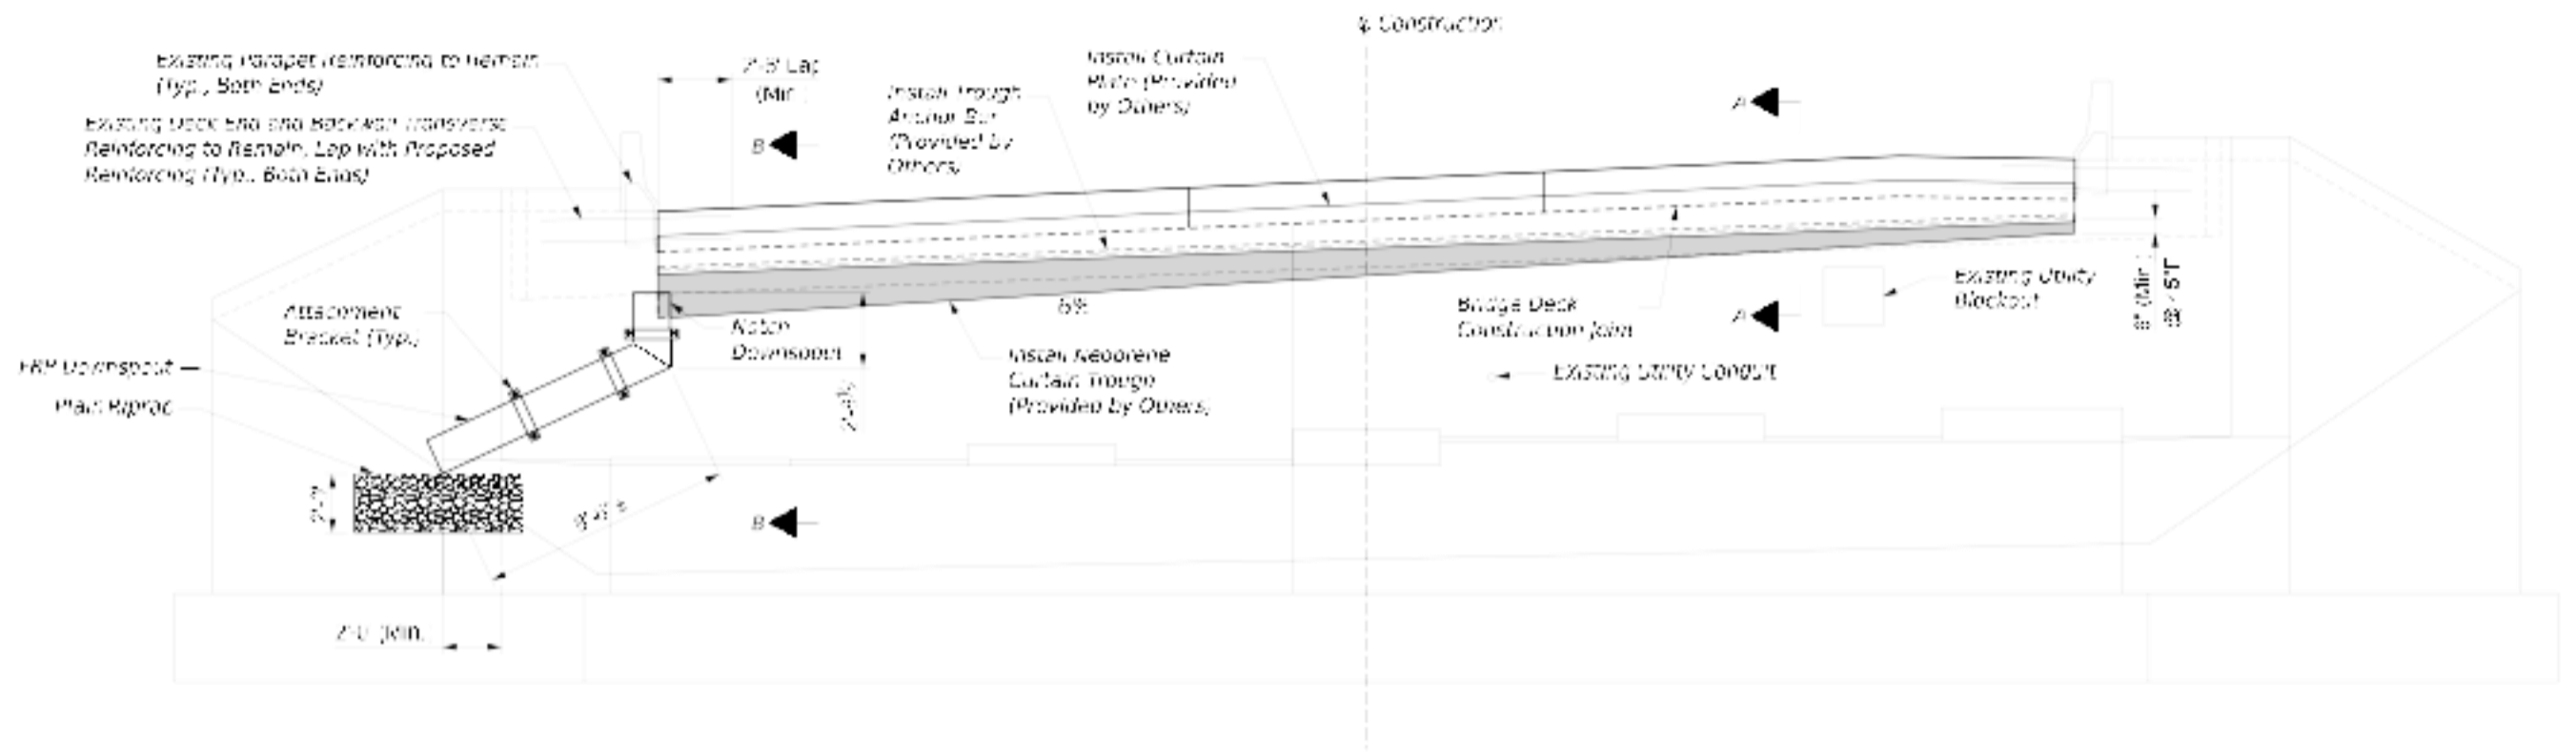 ℄ Construction
Existing Parapet Reinforcing to Remain
(Typ., Both Ends)
Existing Deck End and Backwall Transverse
Reinforcing to Remain, Lap with Proposed
Reinforcing (Typ., Both Ends)
Lap
(Min.)
B
Install Trough
Anchor Bar
(Provided by
Others)
Install Curtain
Plate (Provided
by Others)
A
Attachment
Bracket (Typ.)
FRP Downspout
Plain Riprap
Notch
Downspout
6%
Install Neoprene
Curtain Trough
(Provided by Others)
Bridge Deck
Construction Joint
A
Existing Utility
Blockout
8" (Min.)
Existing Utility Conduit
B
2'-0" (Min.)